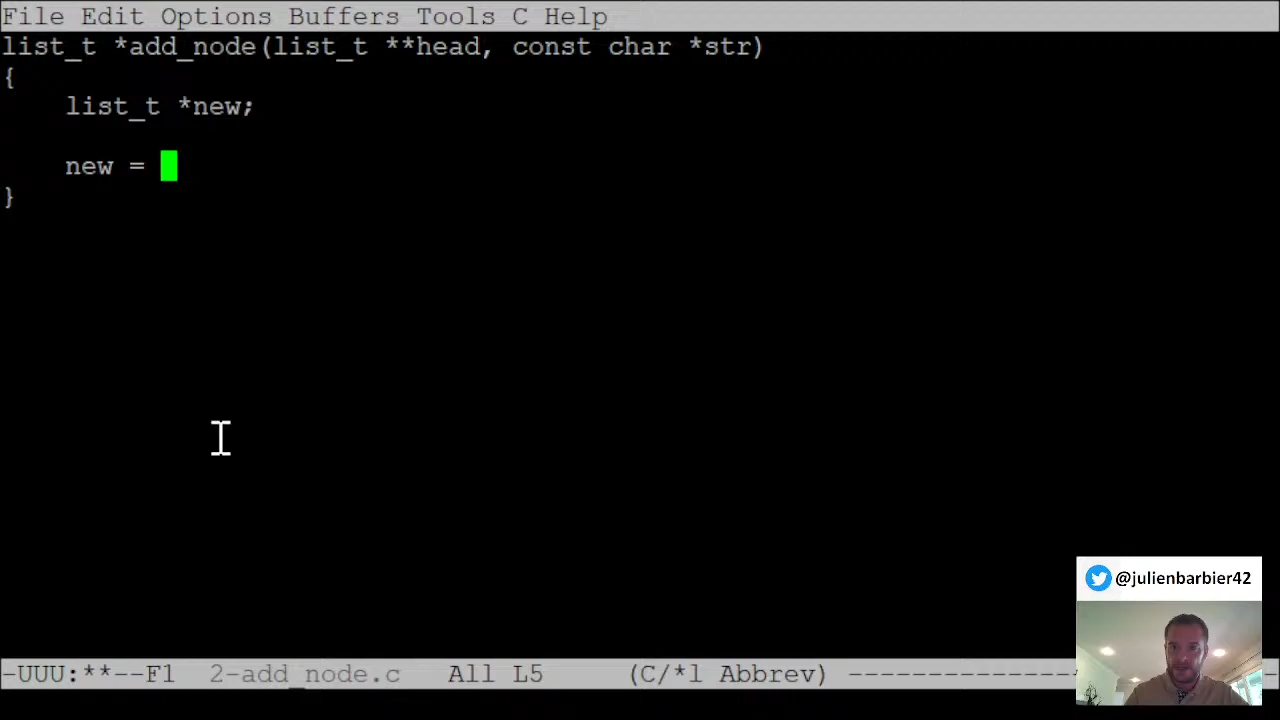 File Edit Options Buffers Tools C Help
list_t *add_node(list_t **head, const char *str)
{
    list_t *new;
    new =
}
@julienbarbier42
-UUU:**--F1  2-add_node.c   All L5     (C/*l Abbrev) --------------